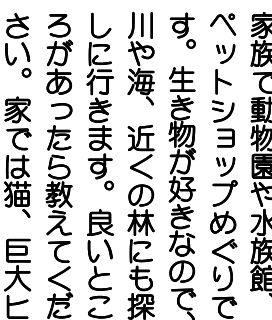 家族で動物園や水族館、
ペットショップめぐりで
す。生き物が好きなので、
川や海、近くの林にも探
しに行きます。良いとこ
ろがあったら教えてくだ
さい。家では猫、巨大ヒ